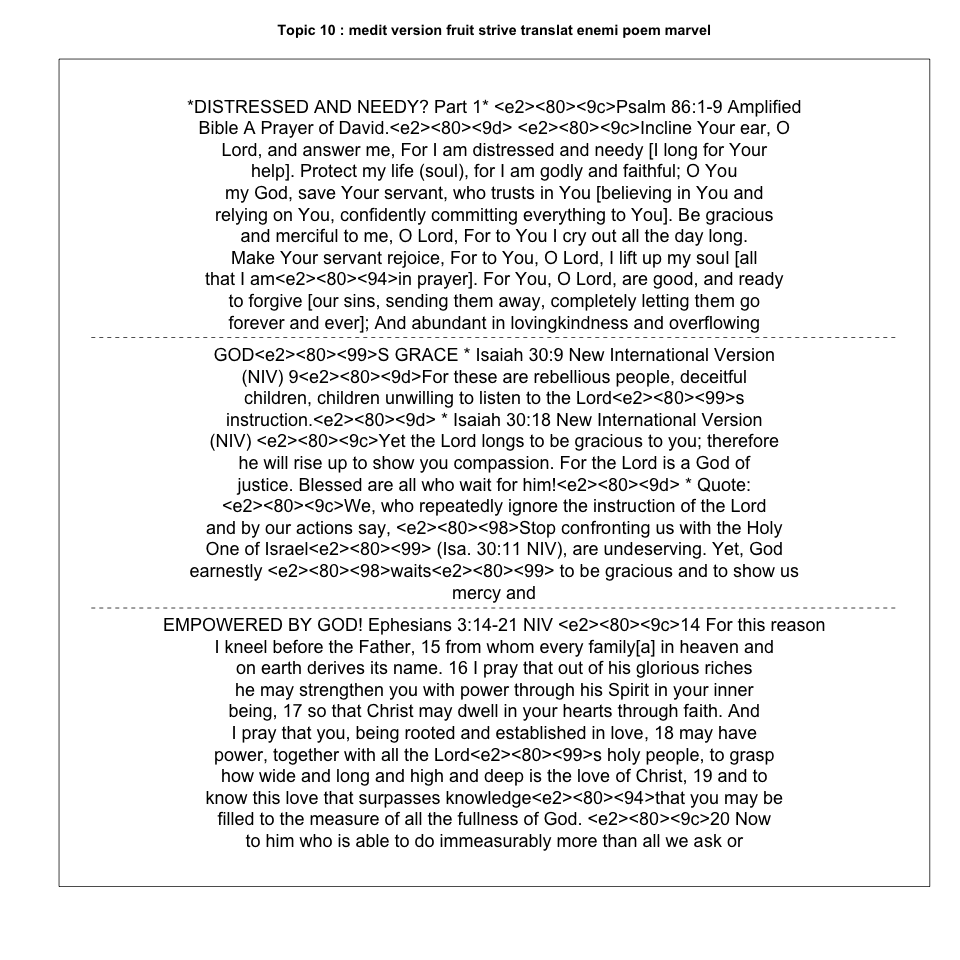 Topic 10 : medit version fruit strive translat enemi poem marvel
*DISTRESSED AND NEEDY? Part 1* <e2><80><9c>Psalm 86:1-9 Amplified
Bible A Prayer of David.<e2><80><9d> <e2><80><9c>Incline Your ear, O
Lord, and answer me, For I am distressed and needy [I long for Your
help]. Protect my life (soul), for I am godly and faithful; O You
my God, save Your servant, who trusts in You [believing in You and
relying on You, confidently committing everything to You]. Be gracious
and merciful to me, O Lord, For to You I cry out all the day long.
Make Your servant rejoice, For to You, O Lord, I lift up my soul [all
that I am<e2><80><94>in prayer]. For You, O Lord, are good, and ready
to forgive [our sins, sending them away, completely letting them go
forever and ever]; And abundant in lovingkindness and overflowing
GOD<e2><80><99>S GRACE * Isaiah 30:9 New International Version
(NIV) 9<e2><80><9d>For these are rebellious people, deceitful
children, children unwilling to listen to the Lord<e2><80><99>s
instruction.<e2><80><9d> * Isaiah 30:18 New International Version
(NIV) <e2><80><9c>Yet the Lord longs to be gracious to you; therefore
he will rise up to show you compassion. For the Lord is a God of
justice. Blessed are all who wait for him!<e2><80><9d> * Quote:
<e2><80><9c>We, who repeatedly ignore the instruction of the Lord
and by our actions say, <e2><80><98>Stop confronting us with the Holy
One of Israel<e2><80><99> (Isa. 30:11 NIV), are undeserving. Yet, God
earnestly <e2><80><98>waits<e2><80><99> to be gracious and to show us
mercy and
EMPOWERED BY GOD! Ephesians 3:14-21 NIV <e2><80><9c>14 For this reason
I kneel before the Father, 15 from whom every family[a] in heaven and
on earth derives its name. 16 I pray that out of his glorious riches
he may strengthen you with power through his Spirit in your inner
being, 17 so that Christ may dwell in your hearts through faith. And
I pray that you, being rooted and established in love, 18 may have
power, together with all the Lord<e2><80><99>s holy people, to grasp
how wide and long and high and deep is the love of Christ, 19 and to
know this love that surpasses knowledge<e2><80><94>that you may be
filled to the measure of all the fullness of God. <e2><80><9c>20 Now
to him who is able to do immeasurably more than all we ask or